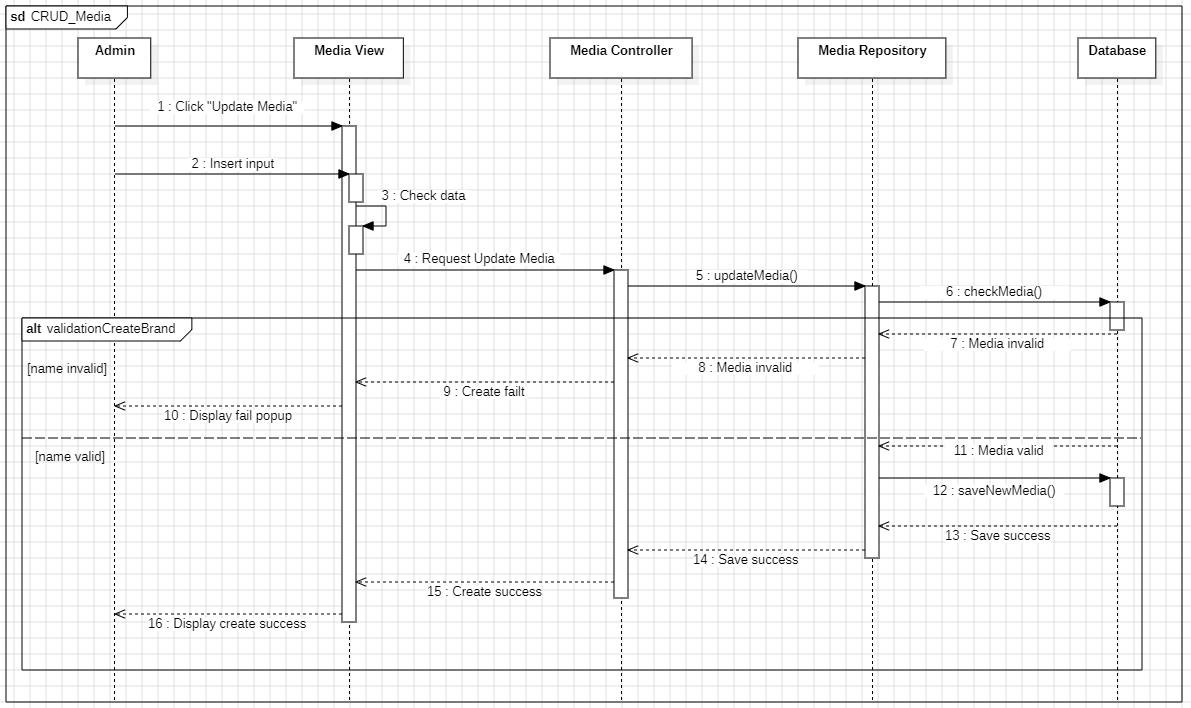 sd CRUD_Media
Admin
Media View
Media Controller
Media Repository
Database
1 : Click "Update Media"
2 : Insert input
3 : Check data
4 : Request Update Media
5 : updateMedia()
6 : checkMedia()
alt validationCreateBrand
7 : Media invalid
[name invalid]
8 : Media invalid
9 : Create failt
10 : Display fail popup
[name valid]
11 : Media valid
12 : saveNewMedia()
13 : Save success
14 : Save success
15 : Create success
16 : Display create success